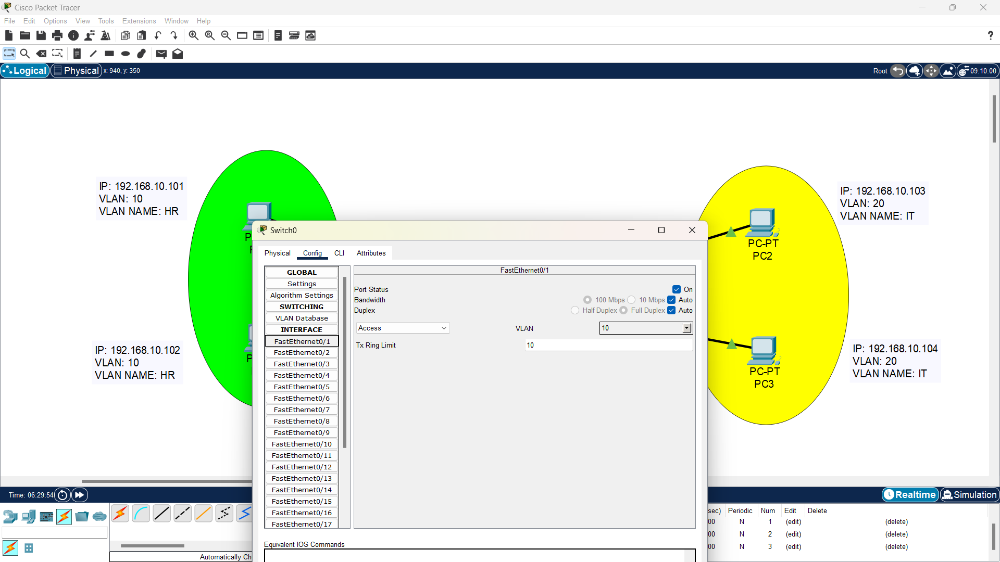 Cisco Packet Tracer
File Edit Options View Tools Extensions Window Help
Logical Physical x: 940, y: 350 Root 09:10:00
IP: 192.168.10.101
VLAN: 10
VLAN NAME: HR
IP: 192.168.10.103
VLAN: 20
VLAN NAME: IT
PC-PT
PC2
IP: 192.168.10.102
VLAN: 10
VLAN NAME: HR
IP: 192.168.10.104
VLAN: 20
VLAN NAME: IT
PC-PT
PC3
Switch0
Physical Config CLI Attributes
GLOBAL
Settings
Algorithm Settings
SWITCHING
VLAN Database
INTERFACE
FastEthernet0/1
FastEthernet0/2
FastEthernet0/3
FastEthernet0/4
FastEthernet0/5
FastEthernet0/6
FastEthernet0/7
FastEthernet0/8
FastEthernet0/9
FastEthernet0/10
FastEthernet0/11
FastEthernet0/12
FastEthernet0/13
FastEthernet0/14
FastEthernet0/15
FastEthernet0/16
FastEthernet0/17
FastEthernet0/1
Port Status On
Bandwidth 100 Mbps 10 Mbps Auto
Duplex Half Duplex Full Duplex Auto
Access VLAN 10
Tx Ring Limit 10
Equivalent IOS Commands
Time: 06:29:54 Realtime Simulation
sec) Periodic Num Edit Delete
00 N 1 (edit) (delete)
00 N 2 (edit) (delete)
00 N 3 (edit) (delete)
Automatically Ch